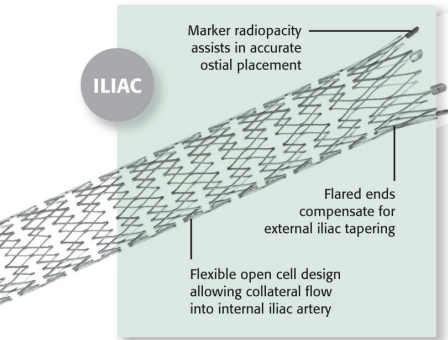 Marker radiopacity
assists in accurate
ostial placement
ILIAC
Flared ends
compensate for
external iliac tapering
Flexible open cell design
allowing collateral flow
into internal iliac artery